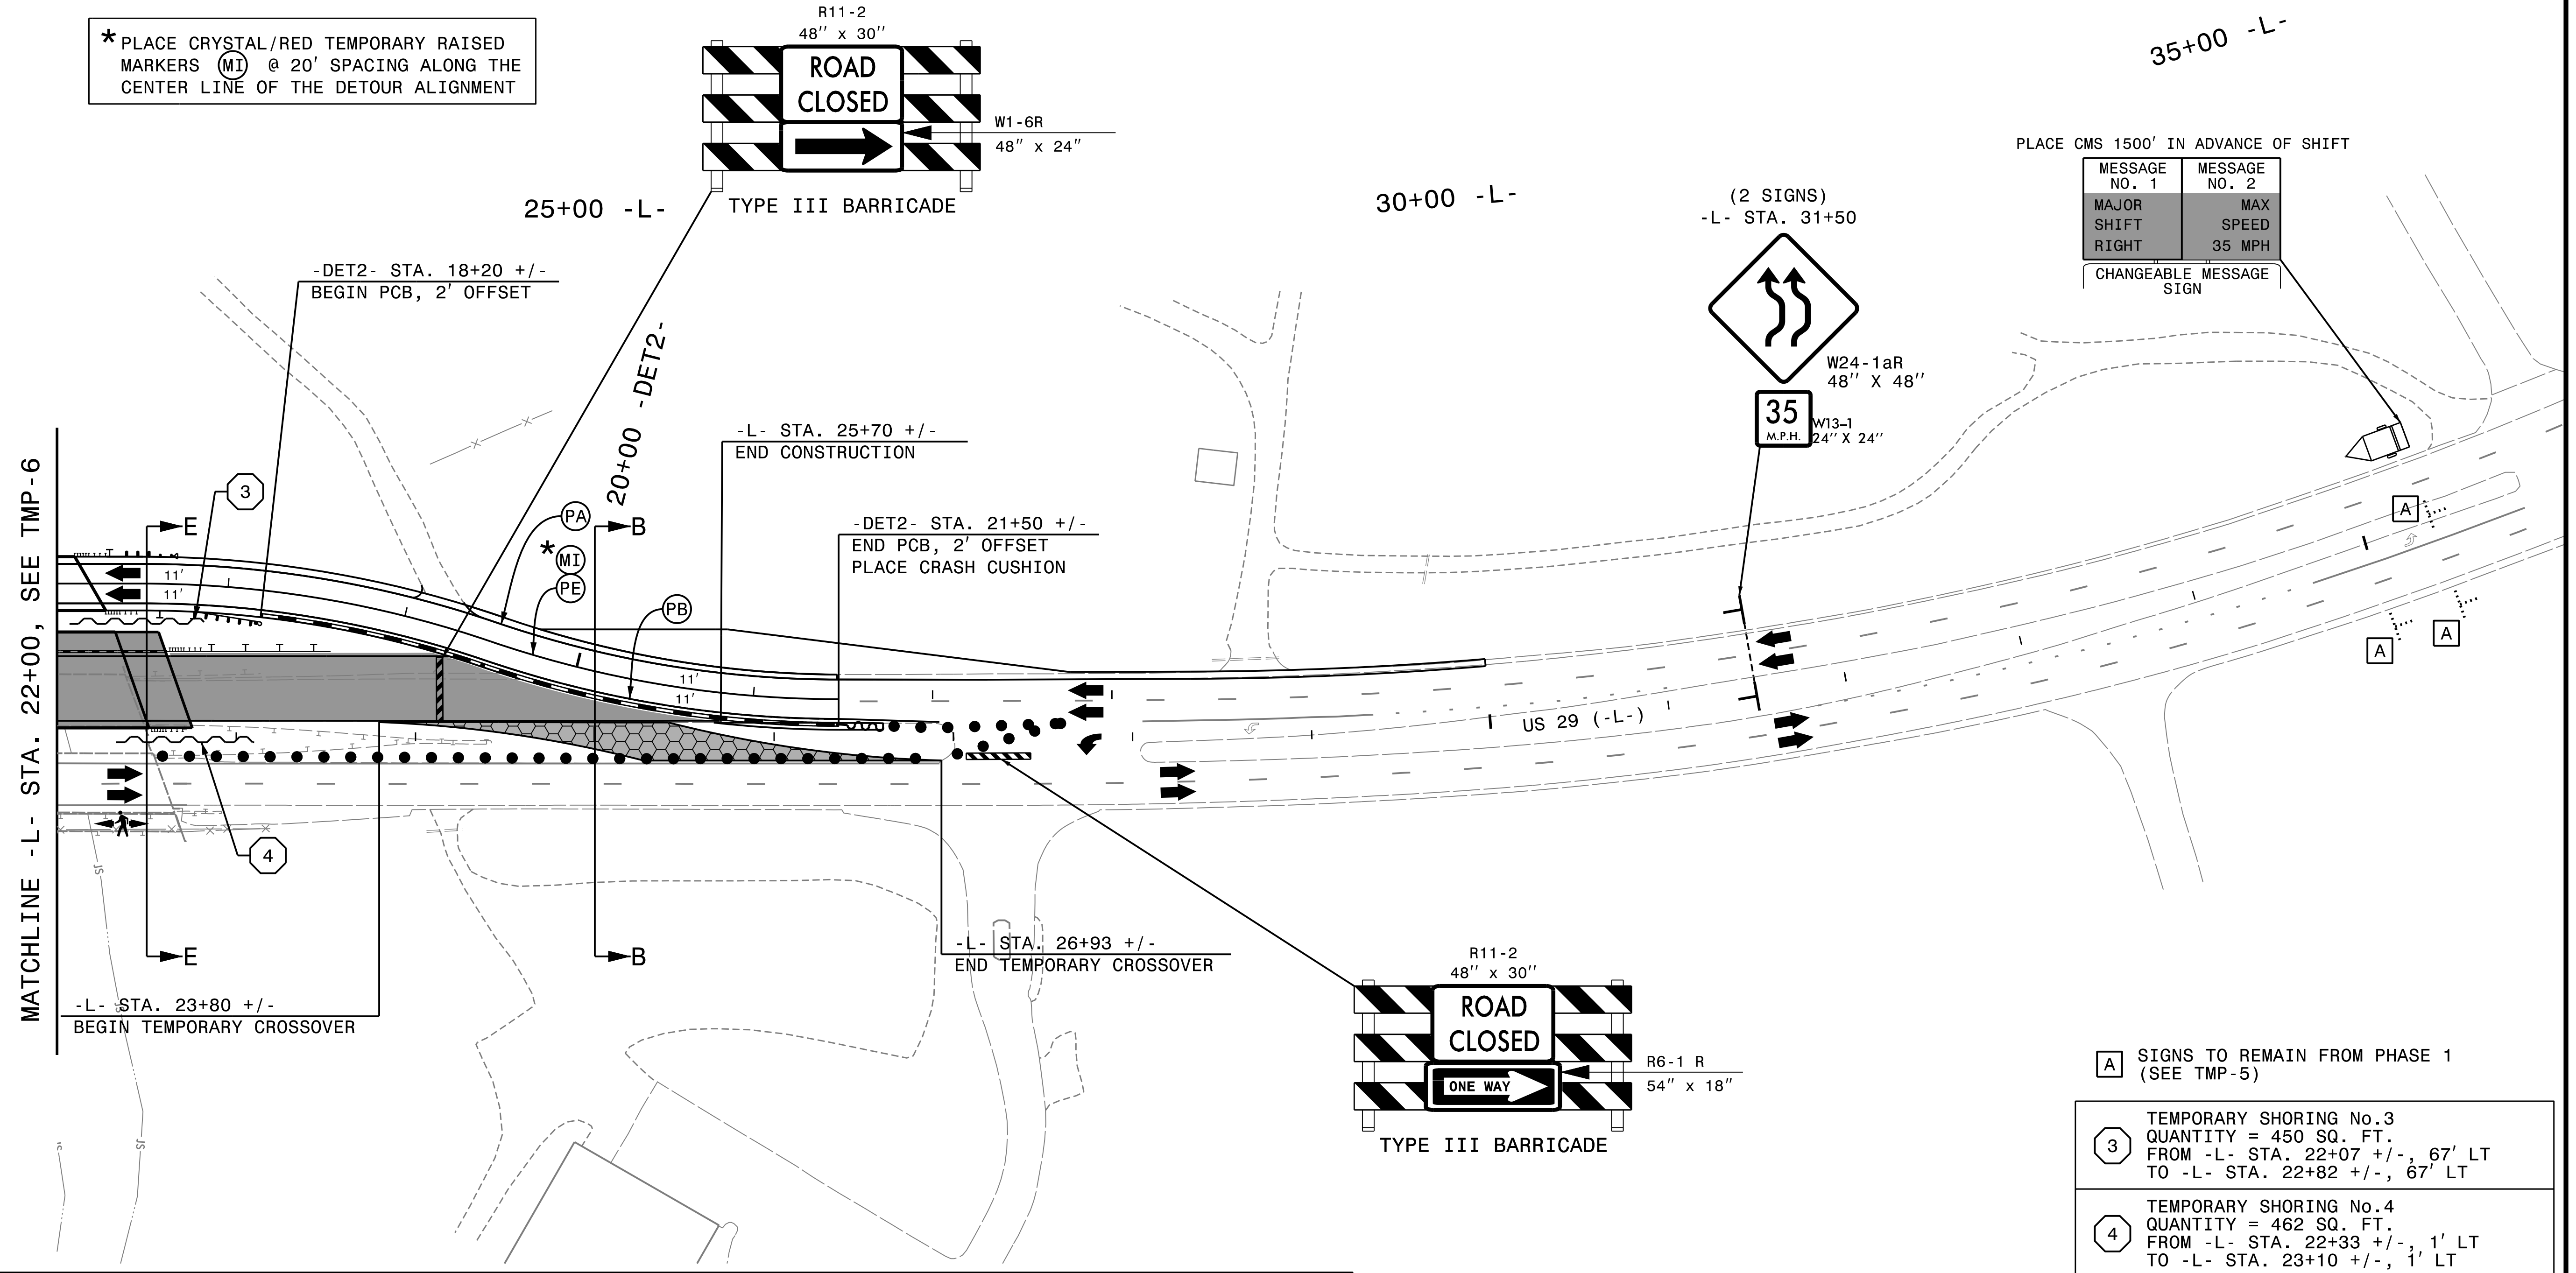 * PLACE CRYSTAL/RED TEMPORARY RAISED
MARKERS (MI) @ 20' SPACING ALONG THE
CENTER LINE OF THE DETOUR ALIGNMENT
R11-2
48" x 30"
ROAD
CLOSED
W1-6R
48" x 24"
TYPE III BARRICADE
25+00 -L-
30+00 -L-
35+00 -L-
PLACE CMS 1500' IN ADVANCE OF SHIFT
MESSAGE NO. 1
MESSAGE NO. 2
MAJOR
SHIFT
RIGHT
MAX
SPEED
35 MPH
CHANGEABLE MESSAGE
SIGN
(2 SIGNS)
-L- STA. 31+50
W24-1aR
48" X 48"
35
M.P.H.
W13-1
24" X 24"
-DET2- STA. 18+20 +/-
BEGIN PCB, 2' OFFSET
20+00 -DET2-
-L- STA. 25+70 +/-
END CONSTRUCTION
-DET2- STA. 21+50 +/-
END PCB, 2' OFFSET
PLACE CRASH CUSHION
MATCHLINE -L- STA. 22+00, SEE TMP-6
3
E
PA
* MI
PE
B
PB
11'
11'
11'
11'
A
A
A
US 29 (-L-)
4
E
B
JS
JS
JS
JS
-L- STA. 26+93 +/-
END TEMPORARY CROSSOVER
-L- STA. 23+80 +/-
BEGIN TEMPORARY CROSSOVER
R11-2
48" x 30"
ROAD
CLOSED
ONE WAY
R6-1 R
54" x 18"
TYPE III BARRICADE
A SIGNS TO REMAIN FROM PHASE 1
(SEE TMP-5)
3
TEMPORARY SHORING No.3
QUANTITY = 450 SQ. FT.
FROM -L- STA. 22+07 +/-, 67' LT
TO -L- STA. 22+82 +/-, 67' LT
4
TEMPORARY SHORING No.4
QUANTITY = 462 SQ. FT.
FROM -L- STA. 22+33 +/-, 1' LT
TO -L- STA. 23+10 +/-, 1' LT